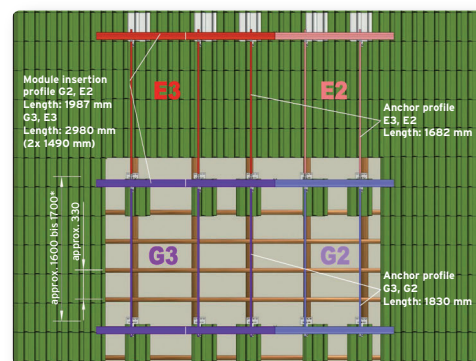 Module insertion
profile G2, E2
Length: 1987 mm
G3, E3
Length: 2980 mm
(2x 1490 mm)
E3
E2
Anchor profile
E3, E2
Length: 1682 mm
approx. 1600 bis 1700*
approx. 330
G3
G2
Anchor profile
G3, G2
Length: 1830 mm